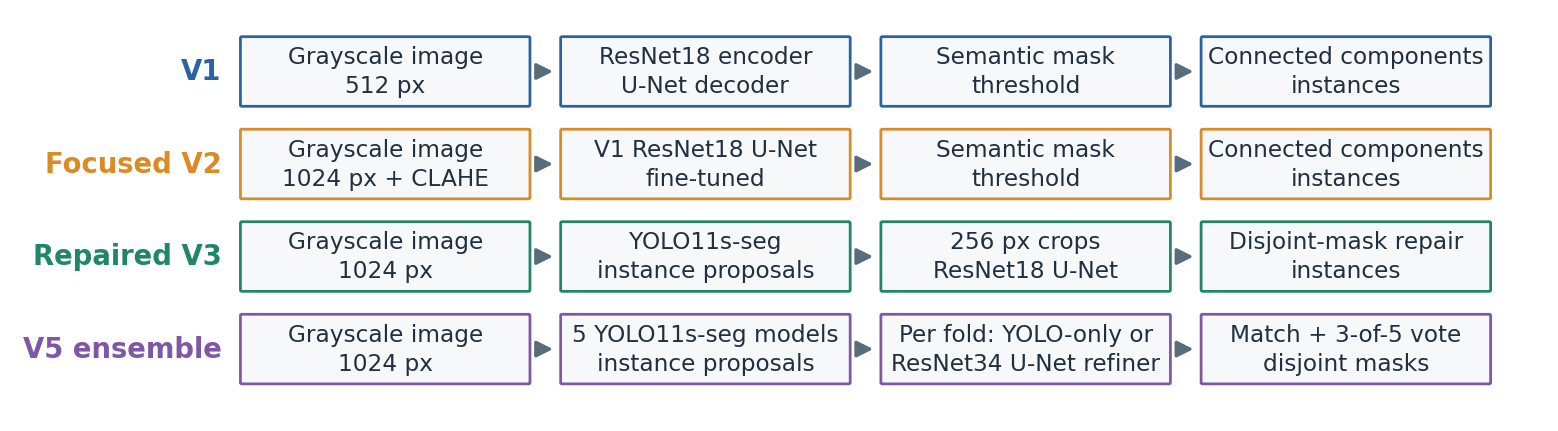 V1
Grayscale image
512 px
ResNet18 encoder
U-Net decoder
Semantic mask
threshold
Connected components
instances
Focused V2
Grayscale image
1024 px + CLAHE
V1 ResNet18 U-Net
fine-tuned
Semantic mask
threshold
Connected components
instances
Repaired V3
Grayscale image
1024 px
YOLO11s-seg
instance proposals
256 px crops
ResNet18 U-Net
Disjoint-mask repair
instances
V5 ensemble
Grayscale image
1024 px
5 YOLO11s-seg models
instance proposals
Per fold: YOLO-only or
ResNet34 U-Net refiner
Match + 3-of-5 vote
disjoint masks